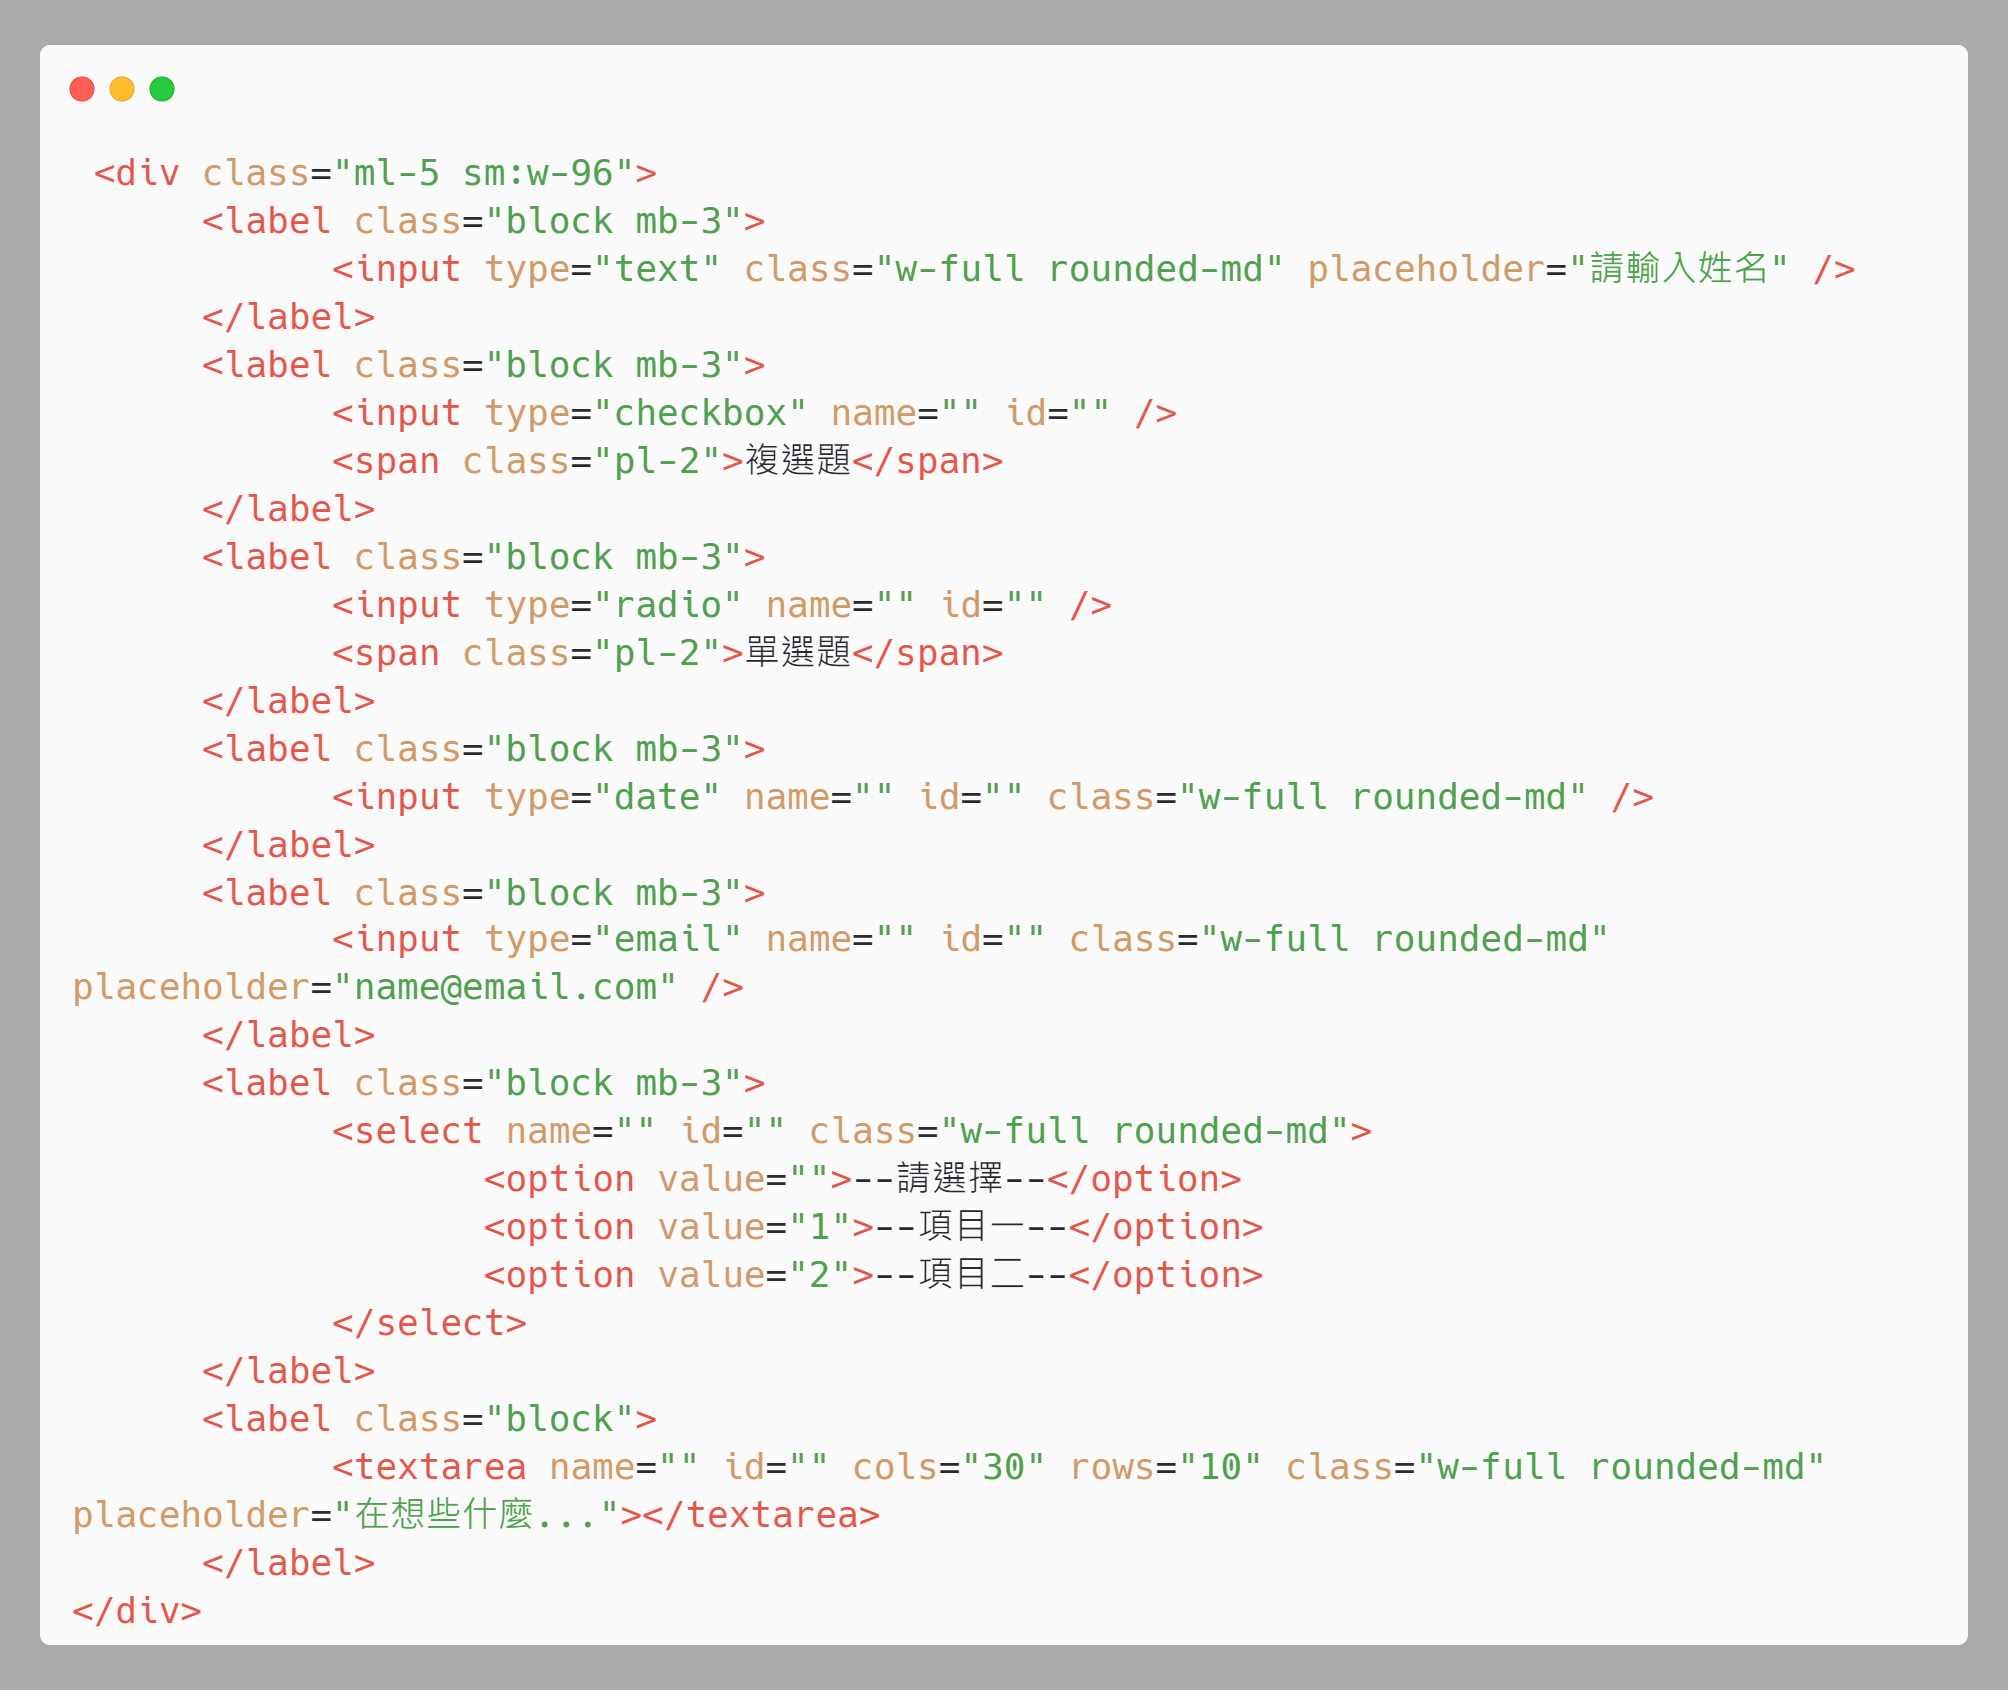 <div class="ml-5 sm:w-96">
<label class="block mb-3">
<input type="text" class="w-full rounded-md" placeholder="請輸入姓名" />
</label>
<label class="block mb-3">
<input type="checkbox" name="" id="" />
<span class="pl-2">複選題</span>
</label>
<label class="block mb-3">
<input type="radio" name="" id="" />
<span class="pl-2">單選題</span>
</label>
<label class="block mb-3">
<input type="date" name="" id="" class="w-full rounded-md" />
</label>
<label class="block mb-3">
<input type="email" name="" id="" class="w-full rounded-md"
placeholder="name@email.com" />
</label>
<label class="block mb-3">
<select name="" id="" class="w-full rounded-md">
<option value="">--請選擇--</option>
<option value="1">--項目一--</option>
<option value="2">--項目二--</option>
</select>
</label>
<label class="block">
<textarea name="" id="" cols="30" rows="10" class="w-full rounded-md"
placeholder="在想些什麼..."></textarea>
</label>
</div>